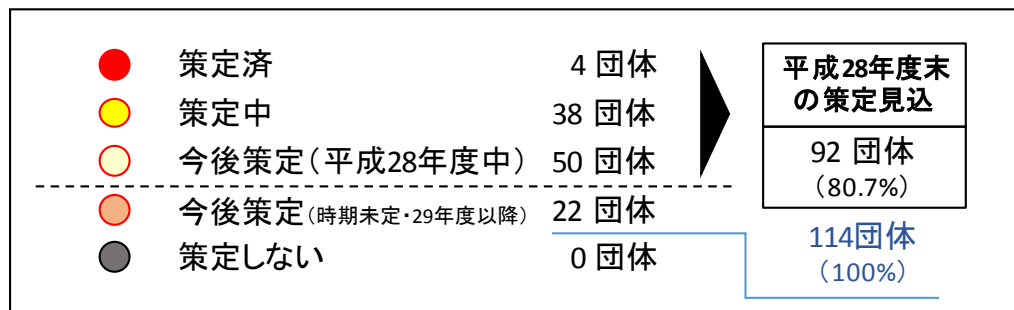 策定済 4 団体
策定中 38 団体
今後策定（平成28年度中） 50 団体
今後策定（時期未定・29年度以降） 22 団体
策定しない 0 団体
平成28年度末
の策定見込
92 団体
（80.7%）
114団体
（100%）